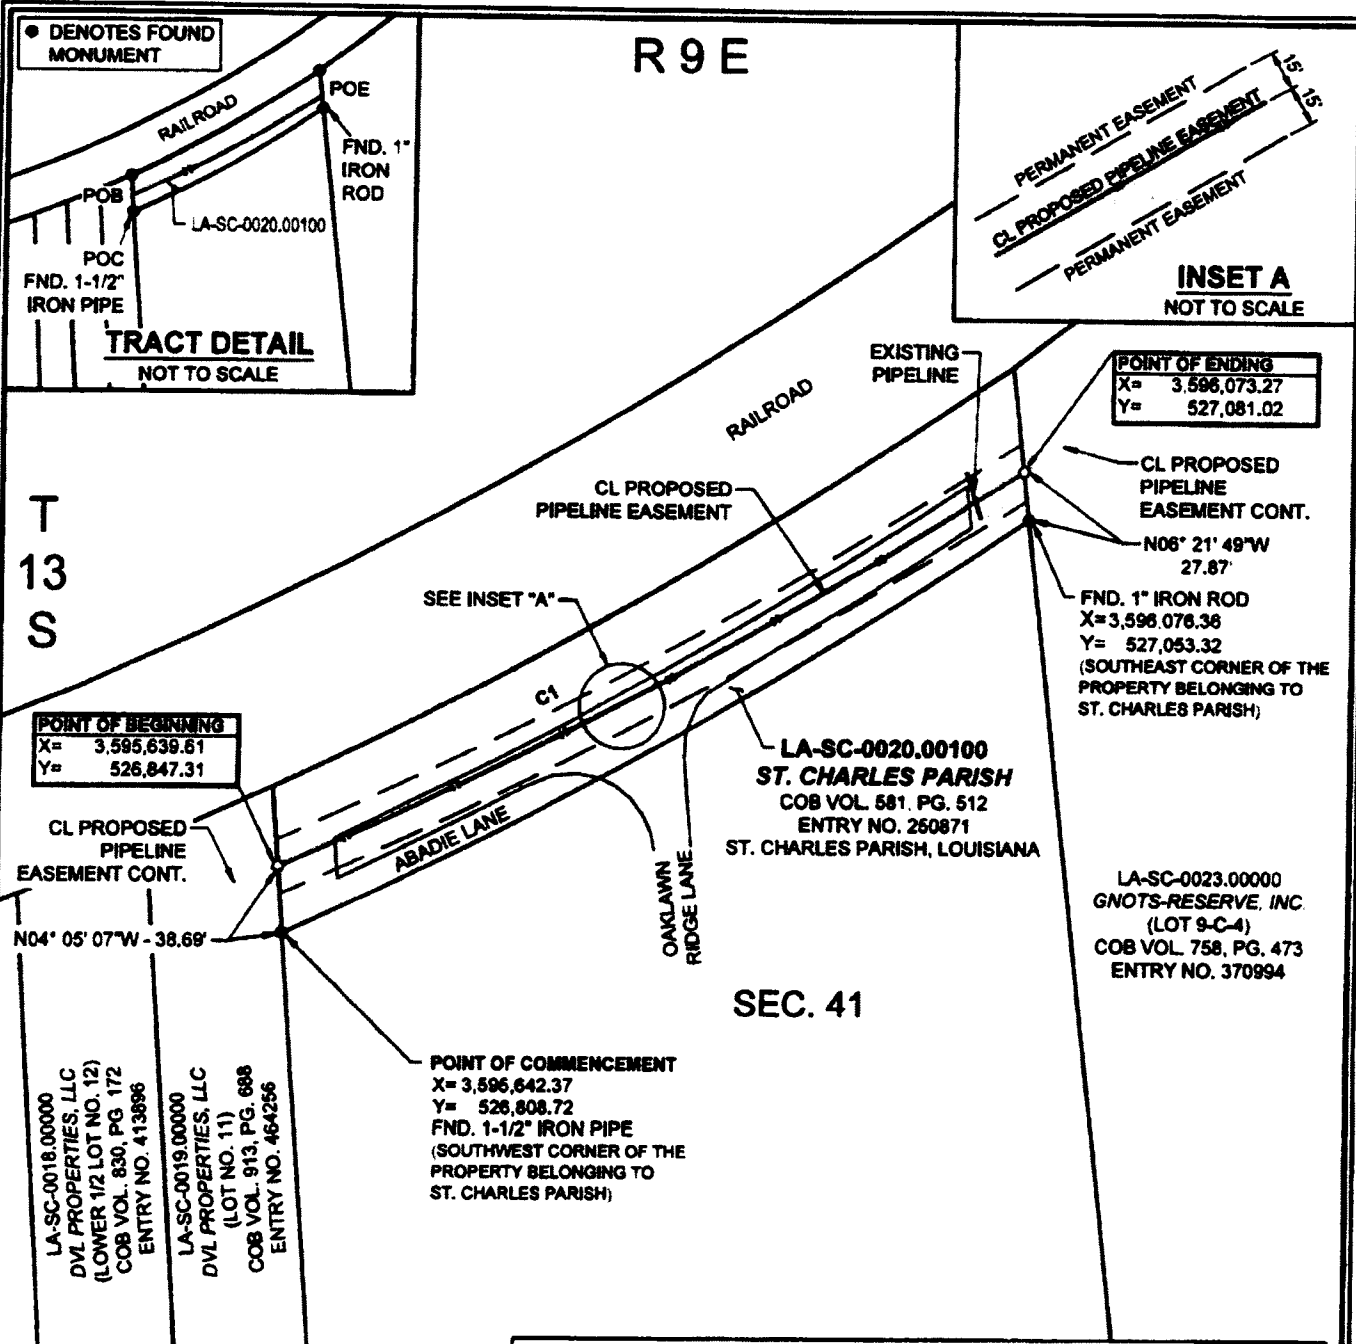 ● DENOTES FOUND
MONUMENT
RAILROAD
POE
FND. 1"
IRON
ROD
POB
LA-SC-0020.00100
POC
FND. 1-1/2"
IRON PIPE
TRACT DETAIL
NOT TO SCALE
R 9 E
15'
15'
PERMANENT EASEMENT
CL PROPOSED PIPELINE EASEMENT
PERMANENT EASEMENT
INSET A
NOT TO SCALE
T
13
S
EXISTING
PIPELINE
RAILROAD
POINT OF ENDING
X= 3,596,073.27
Y= 527,081.02
CL PROPOSED
PIPELINE
EASEMENT CONT.
CL PROPOSED
PIPELINE EASEMENT
N06° 21' 49"W
27.87'
SEE INSET "A"
FND. 1" IRON ROD
X=3,596,076.36
Y= 527,053.32
(SOUTHEAST CORNER OF THE
PROPERTY BELONGING TO
ST. CHARLES PARISH)
C1
POINT OF BEGINNING
X= 3,595,639.61
Y= 526,847.31
LA-SC-0020.00100
ST. CHARLES PARISH
COB VOL. 581, PG. 512
ENTRY NO. 250871
ST. CHARLES PARISH, LOUISIANA
CL PROPOSED
PIPELINE
EASEMENT CONT.
ABADIE LANE
OAKLAWN
RIDGE LANE
LA-SC-0023.00000
GNOTS-RESERVE, INC.
(LOT 9-C-4)
COB VOL. 758, PG. 473
ENTRY NO. 370994
N04° 05' 07"W - 38.69'
SEC. 41
POINT OF COMMENCEMENT
X= 3,595,642.37
Y= 526,808.72
FND. 1-1/2" IRON PIPE
(SOUTHWEST CORNER OF THE
PROPERTY BELONGING TO
ST. CHARLES PARISH)
LA-SC-0018.00000
DVL PROPERTIES, LLC
(LOWER 1/2 LOT NO. 12)
COB VOL. 830, PG. 172
ENTRY NO. 413896
LA-SC-0019.00000
DVL PROPERTIES, LLC
(LOT NO. 11)
COB VOL. 913, PG. 688
ENTRY NO. 464256